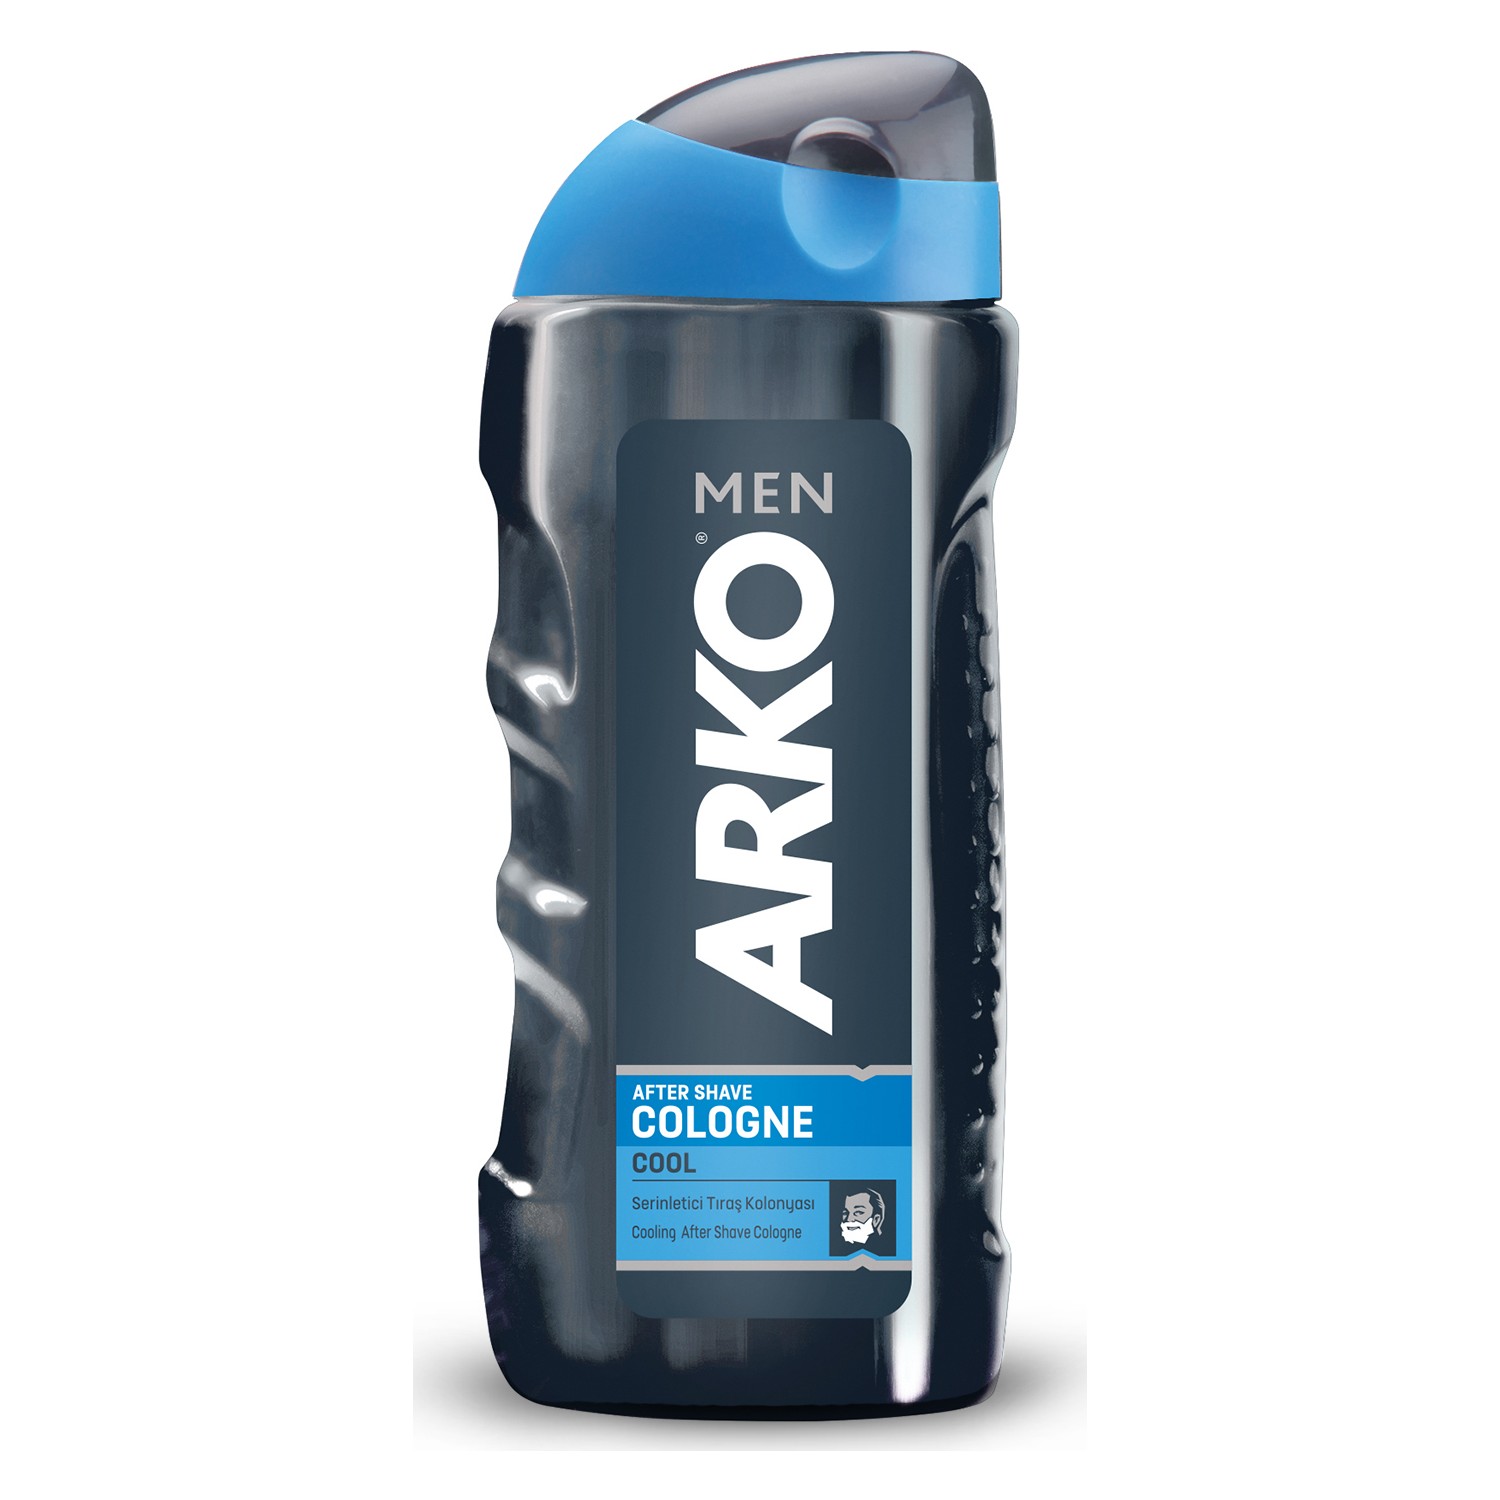 MEN
ARKO®
AFTER SHAVE
COLOGNE
COOL
Serinletici Tıraş Kolonyası
Cooling After Shave Cologne